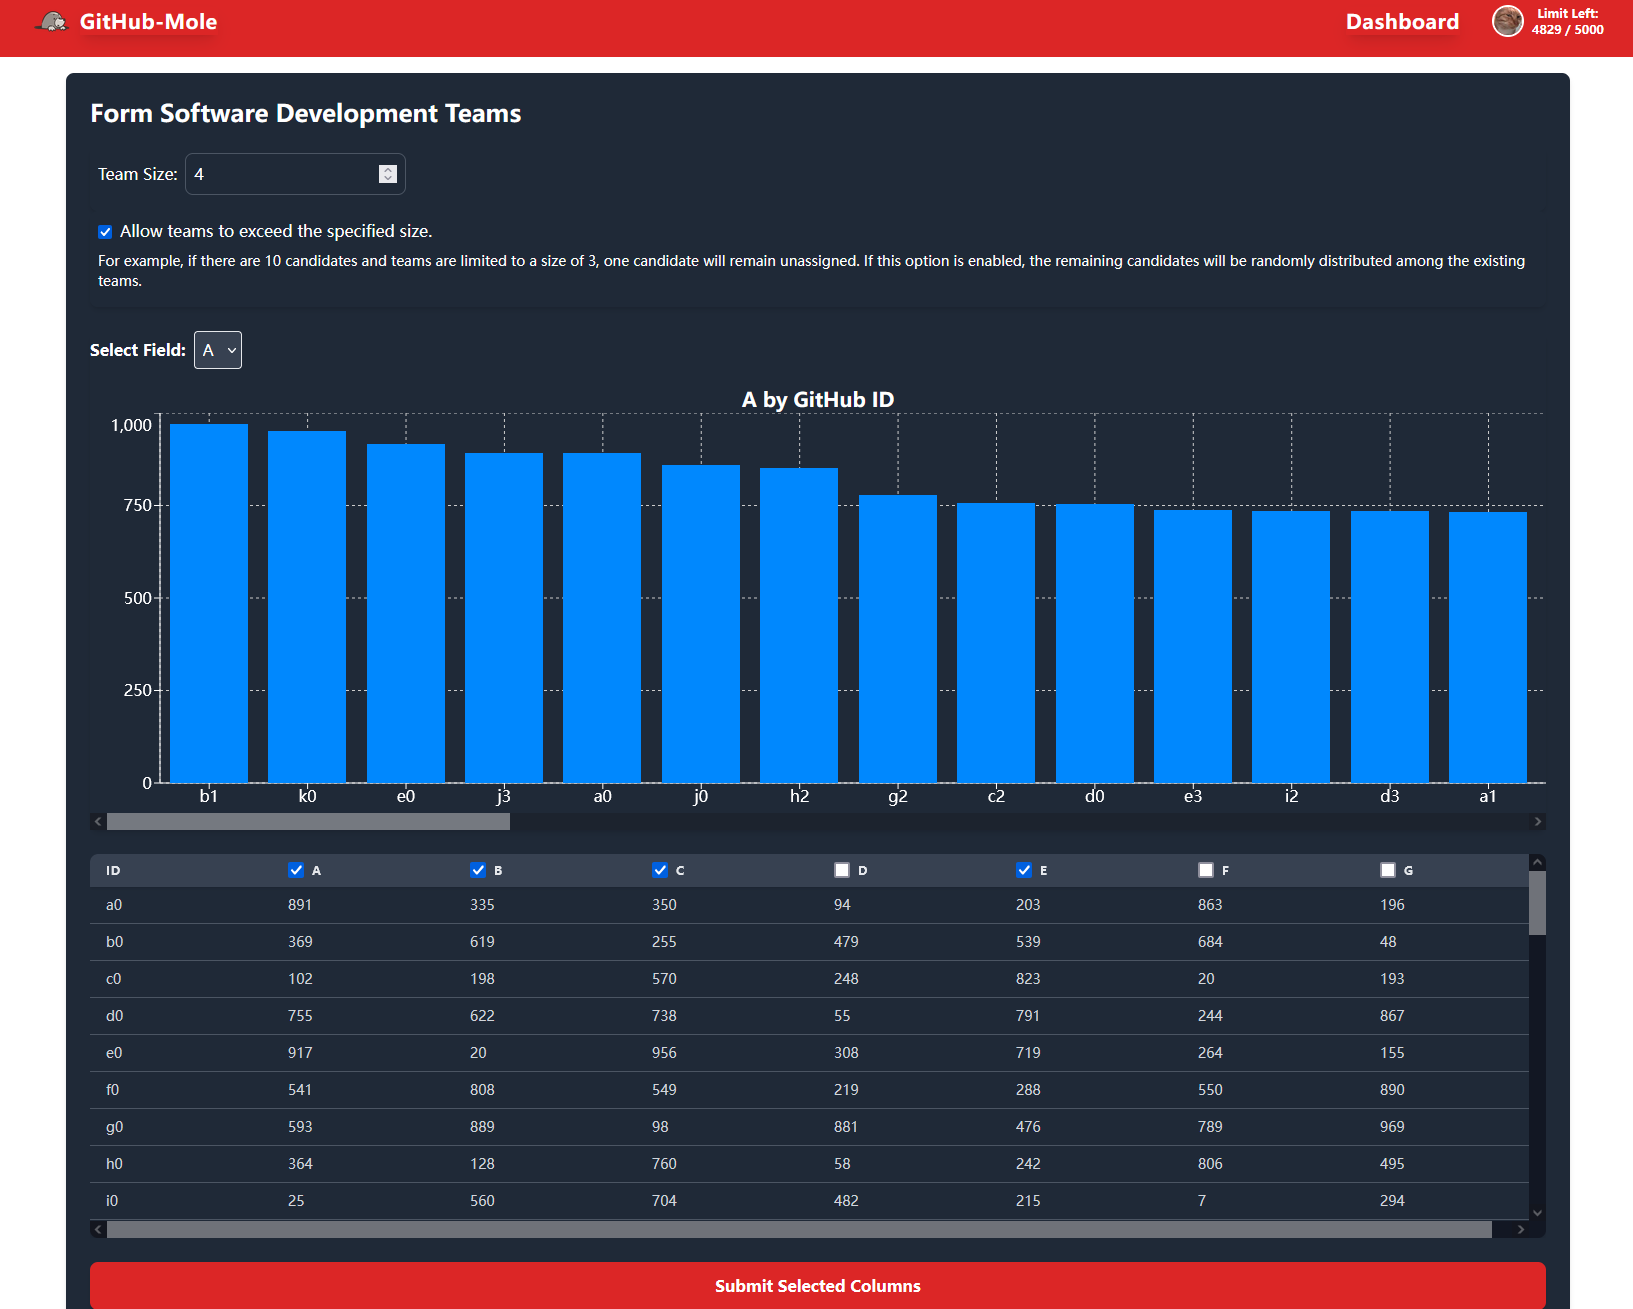 GitHub-Mole
Dashboard
Limit Left:
4829 / 5000
Form Software Development Teams
Team Size: 4
Allow teams to exceed the specified size.
For example, if there are 10 candidates and teams are limited to a size of 3, one candidate will remain unassigned. If this option is enabled, the remaining candidates will be randomly distributed among the existing
teams.
Select Field: A
A by GitHub ID
1,000
750
500
250
0
b1 k0 e0 j3 a0 j0 h2 g2 c2 d0 e3 i2 d3 a1
ID A B C D E F G
a0 891 335 350 94 203 863 196
b0 369 619 255 479 539 684 48
c0 102 198 570 248 823 20 193
d0 755 622 738 55 791 244 867
e0 917 20 956 308 719 264 155
f0 541 808 549 219 288 550 890
g0 593 889 98 881 476 789 969
h0 364 128 760 58 242 806 495
i0 25 560 704 482 215 7 294
Submit Selected Columns